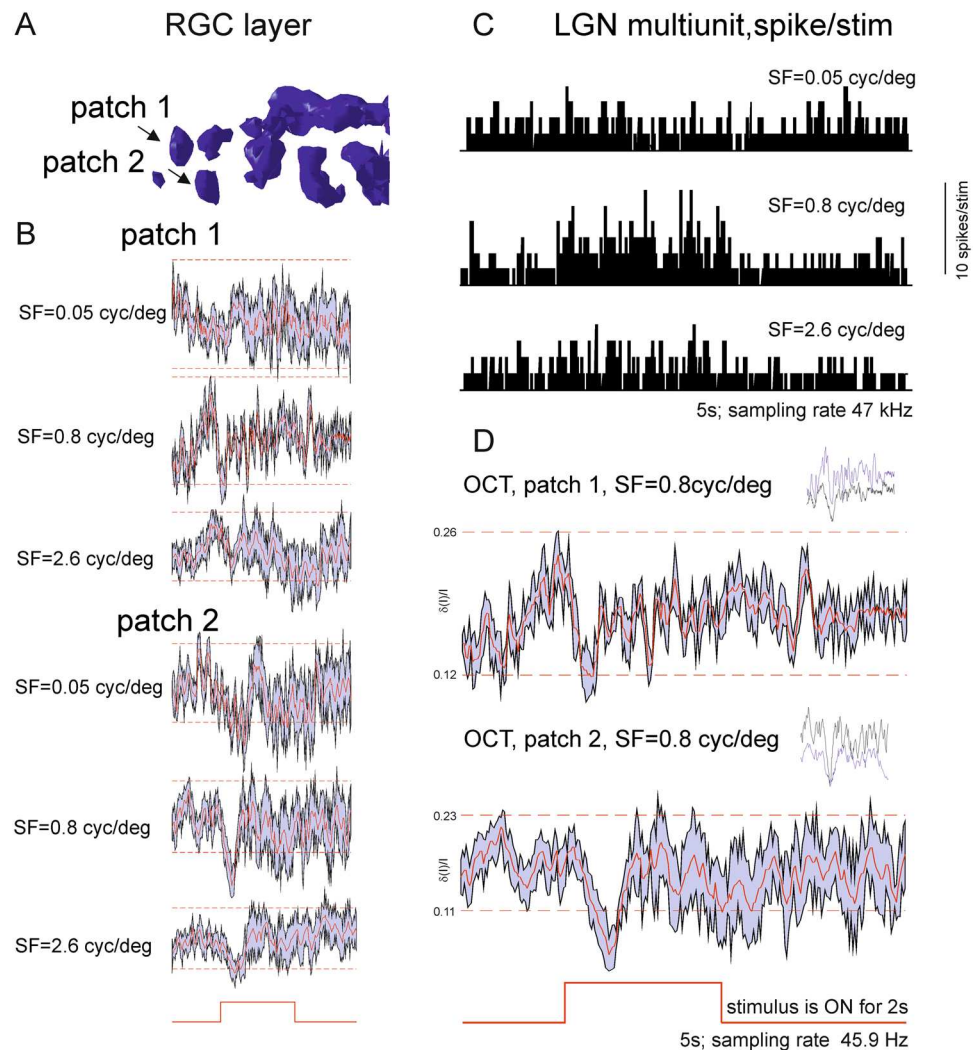 A
RGC layer
patch 1
patch 2
B
patch 1
SF=0.05 cyc/deg
SF=0.8 cyc/deg
SF=2.6 cyc/deg
patch 2
SF=0.05 cyc/deg
SF=0.8 cyc/deg
SF=2.6 cyc/deg
C
LGN multiunit,spike/stim
SF=0.05 cyc/deg
SF=0.8 cyc/deg
10 spikes/stim
SF=2.6 cyc/deg
5s; sampling rate 47 kHz
D
OCT, patch 1, SF=0.8cyc/deg
0.26
δ(I)/I
0.12
OCT, patch 2, SF=0.8 cyc/deg
0.23
δ(I)/I
0.11
stimulus is ON for 2s
5s; sampling rate 45.9 Hz